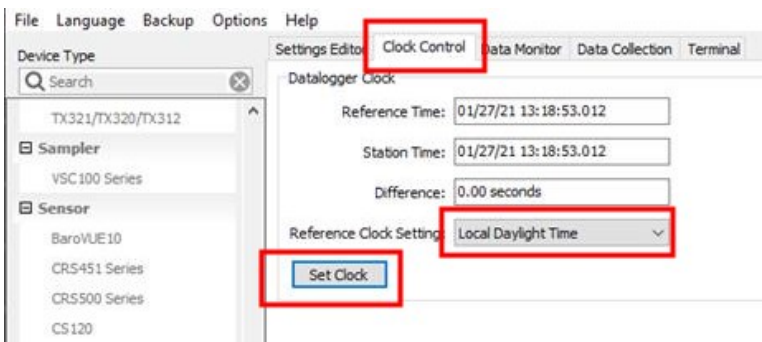 File Language Backup Options Help
Device Type
Search
TX321/TX320/TX312
Sampler
VSC100 Series
Sensor
BaroVUE10
CRS451 Series
CRS500 Series
CS120
Settings Editor Clock Control Data Monitor Data Collection Terminal
Datalogger Clock
Reference Time: 01/27/21 13:18:53.012
Station Time: 01/27/21 13:18:53.012
Difference: 0.00 seconds
Reference Clock Setting: Local Daylight Time
Set Clock